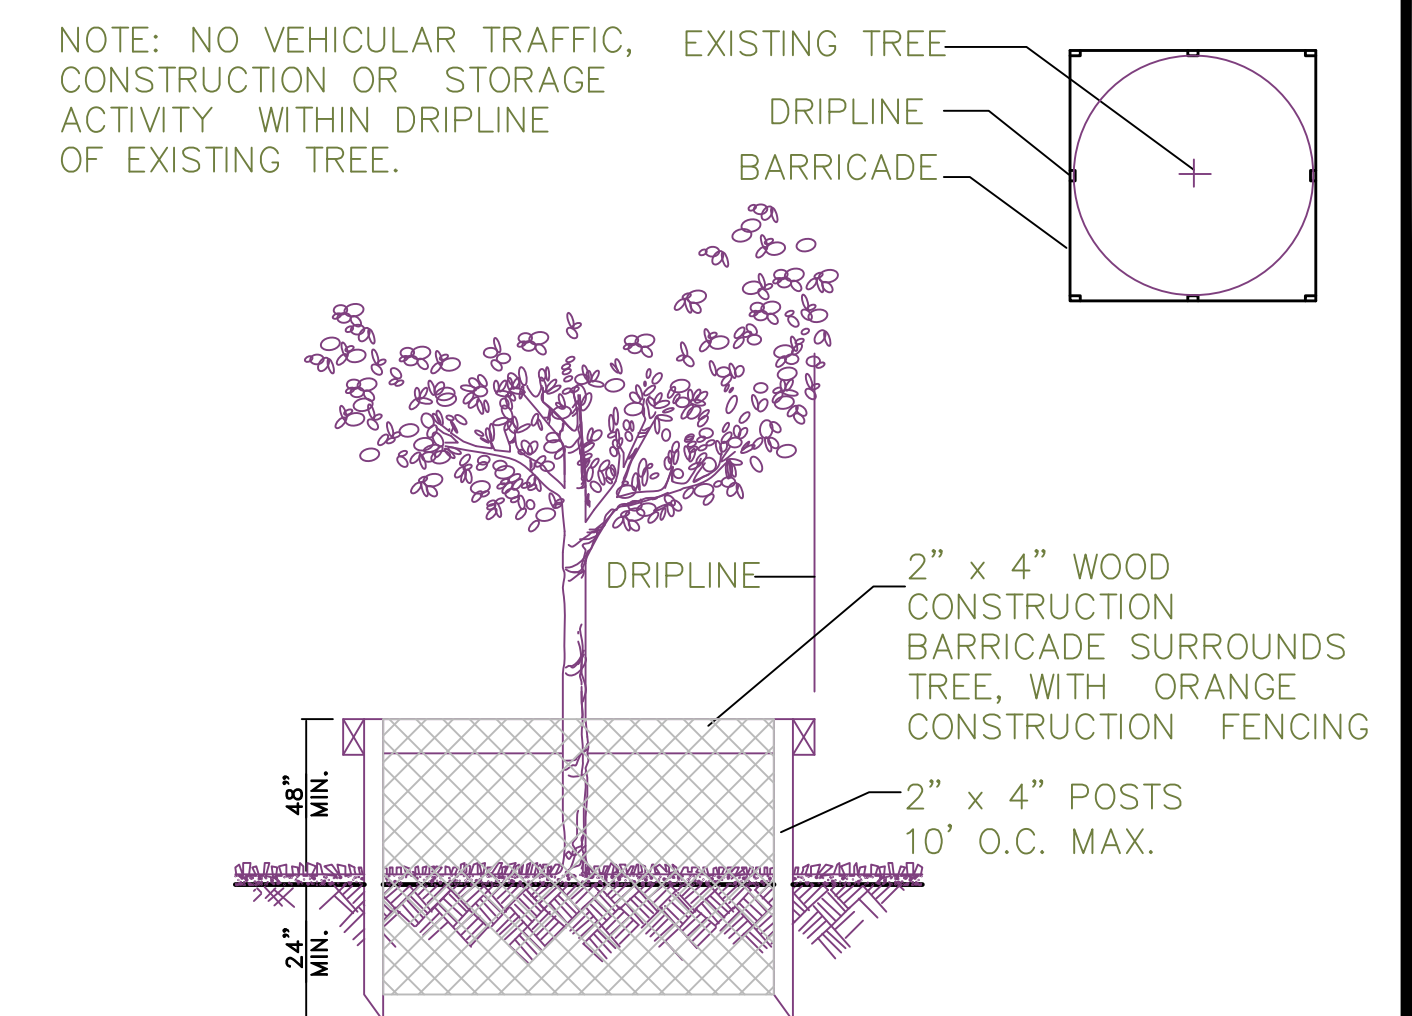 NOTE: NO VEHICULAR TRAFFIC,
CONSTRUCTION OR STORAGE
ACTIVITY WITHIN DRIPLINE
OF EXISTING TREE.
EXISTING TREE
DRIPLINE
BARRICADE
DRIPLINE
2” x 4” WOOD
CONSTRUCTION
BARRICADE SURROUNDS
TREE, WITH ORANGE
CONSTRUCTION FENCING
2” x 4” POSTS
10’ O.C. MAX.
48”
MIN.
24”
MIN.